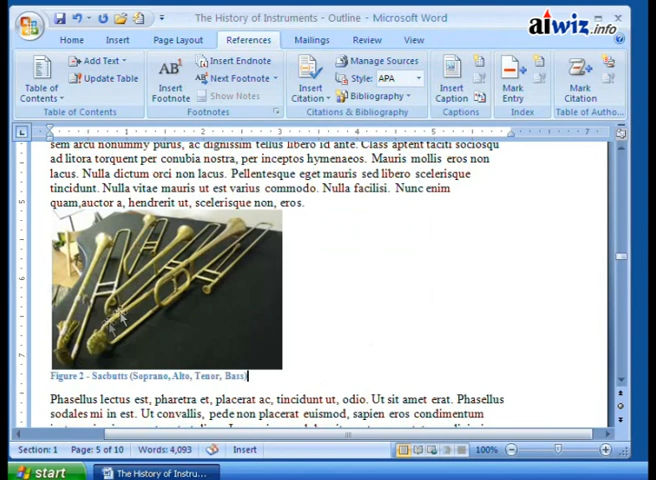 The History of Instruments - Outline - Microsoft Word
aiwiz.info
Home Insert Page Layout References Mailings Review View
Table of Contents
Add Text
Update Table
Table of Contents
AB¹
Insert Footnote
Insert Endnote
Next Footnote
Footnotes
Insert Citation
Manage Sources
Style: APA
Bibliography
Citations & Bibliography
Insert Caption
Captions
Mark Entry
Index
Mark Citation
Table of Autho...
sem arcu nonummy purus, ac dignissim tellus libero id ante. Class aptent taciti sociosqu
ad litora torquent per conubia nostra, per inceptos hymenaeos. Mauris mollis eros non
lacus. Nulla dictum orci non lacus. Pellentesque eget mauris sed libero scelerisque
tincidunt. Nulla vitae mauris ut est varius commodo. Nulla facilisi. Nunc enim
quam,auctor a, hendrerit ut, scelerisque non, eros.
Figure 2 - Sacbutts (Soprano, Alto, Tenor, Bass)
Phasellus lectus est, pharetra et, placerat ac, tincidunt ut, odio. Ut sit amet erat. Phasellus
sodales mi in est. Ut convallis, pede non placerat euismod, sapien eros condimentum
Section: 1 Page: 5 of 10 Words: 4,093 Insert 100%
start The History of Instru...